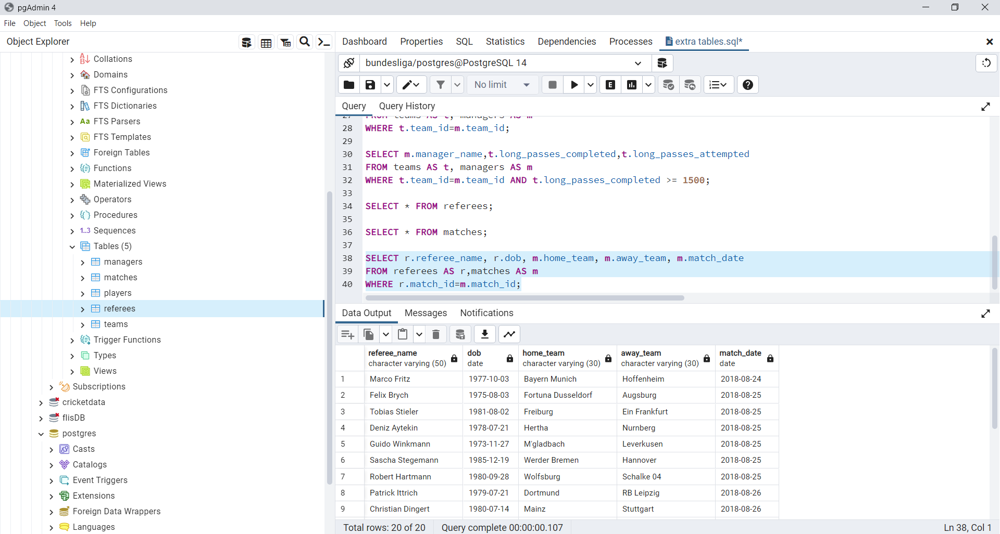 pgAdmin 4
File Object Tools Help
Object Explorer
Collations
Domains
FTS Configurations
FTS Dictionaries
Aa FTS Parsers
FTS Templates
Foreign Tables
Functions
Materialized Views
Operators
Procedures
1..3 Sequences
Tables (5)
managers
matches
players
referees
teams
Trigger Functions
Types
Views
Subscriptions
cricketdata
flisDB
postgres
Casts
Catalogs
Event Triggers
Extensions
Foreign Data Wrappers
Languages
Dashboard Properties SQL Statistics Dependencies Processes extra tables.sql*
bundesliga/postgres@PostgreSQL 14
No limit
E
Query Query History
27 FROM teams AS t, managers AS m
28 WHERE t.team_id=m.team_id;
29
30 SELECT m.manager_name,t.long_passes_completed,t.long_passes_attempted
31 FROM teams AS t, managers AS m
32 WHERE t.team_id=m.team_id AND t.long_passes_completed >= 1500;
33
34 SELECT * FROM referees;
35
36 SELECT * FROM matches;
37
38 SELECT r.referee_name, r.dob, m.home_team, m.away_team, m.match_date
39 FROM referees AS r,matches AS m
40 WHERE r.match_id=m.match_id;
Data Output Messages Notifications
referee_name dob home_team away_team match_date
character varying (50) date character varying (30) character varying (30) date
1 Marco Fritz 1977-10-03 Bayern Munich Hoffenheim 2018-08-24
2 Felix Brych 1975-08-03 Fortuna Dusseldorf Augsburg 2018-08-25
3 Tobias Stieler 1981-08-02 Freiburg Ein Frankfurt 2018-08-25
4 Deniz Aytekin 1978-07-21 Hertha Nurnberg 2018-08-25
5 Guido Winkmann 1973-11-27 M'gladbach Leverkusen 2018-08-25
6 Sascha Stegemann 1985-12-19 Werder Bremen Hannover 2018-08-25
7 Robert Hartmann 1980-09-28 Wolfsburg Schalke 04 2018-08-25
8 Patrick Ittrich 1979-07-21 Dortmund RB Leipzig 2018-08-26
9 Christian Dingert 1980-07-14 Mainz Stuttgart 2018-08-26
Total rows: 20 of 20 Query complete 00:00:00.107 Ln 38, Col 1